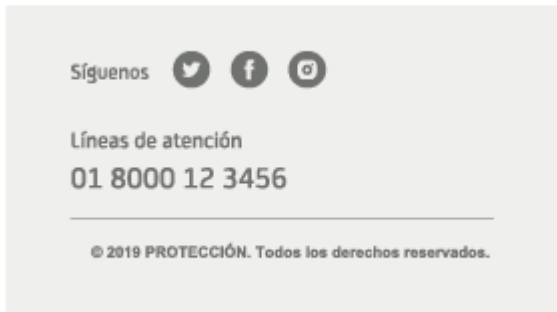 Síguenos
Líneas de atención
01 8000 12 3456
© 2019 PROTECCIÓN. Todos los derechos reservados.